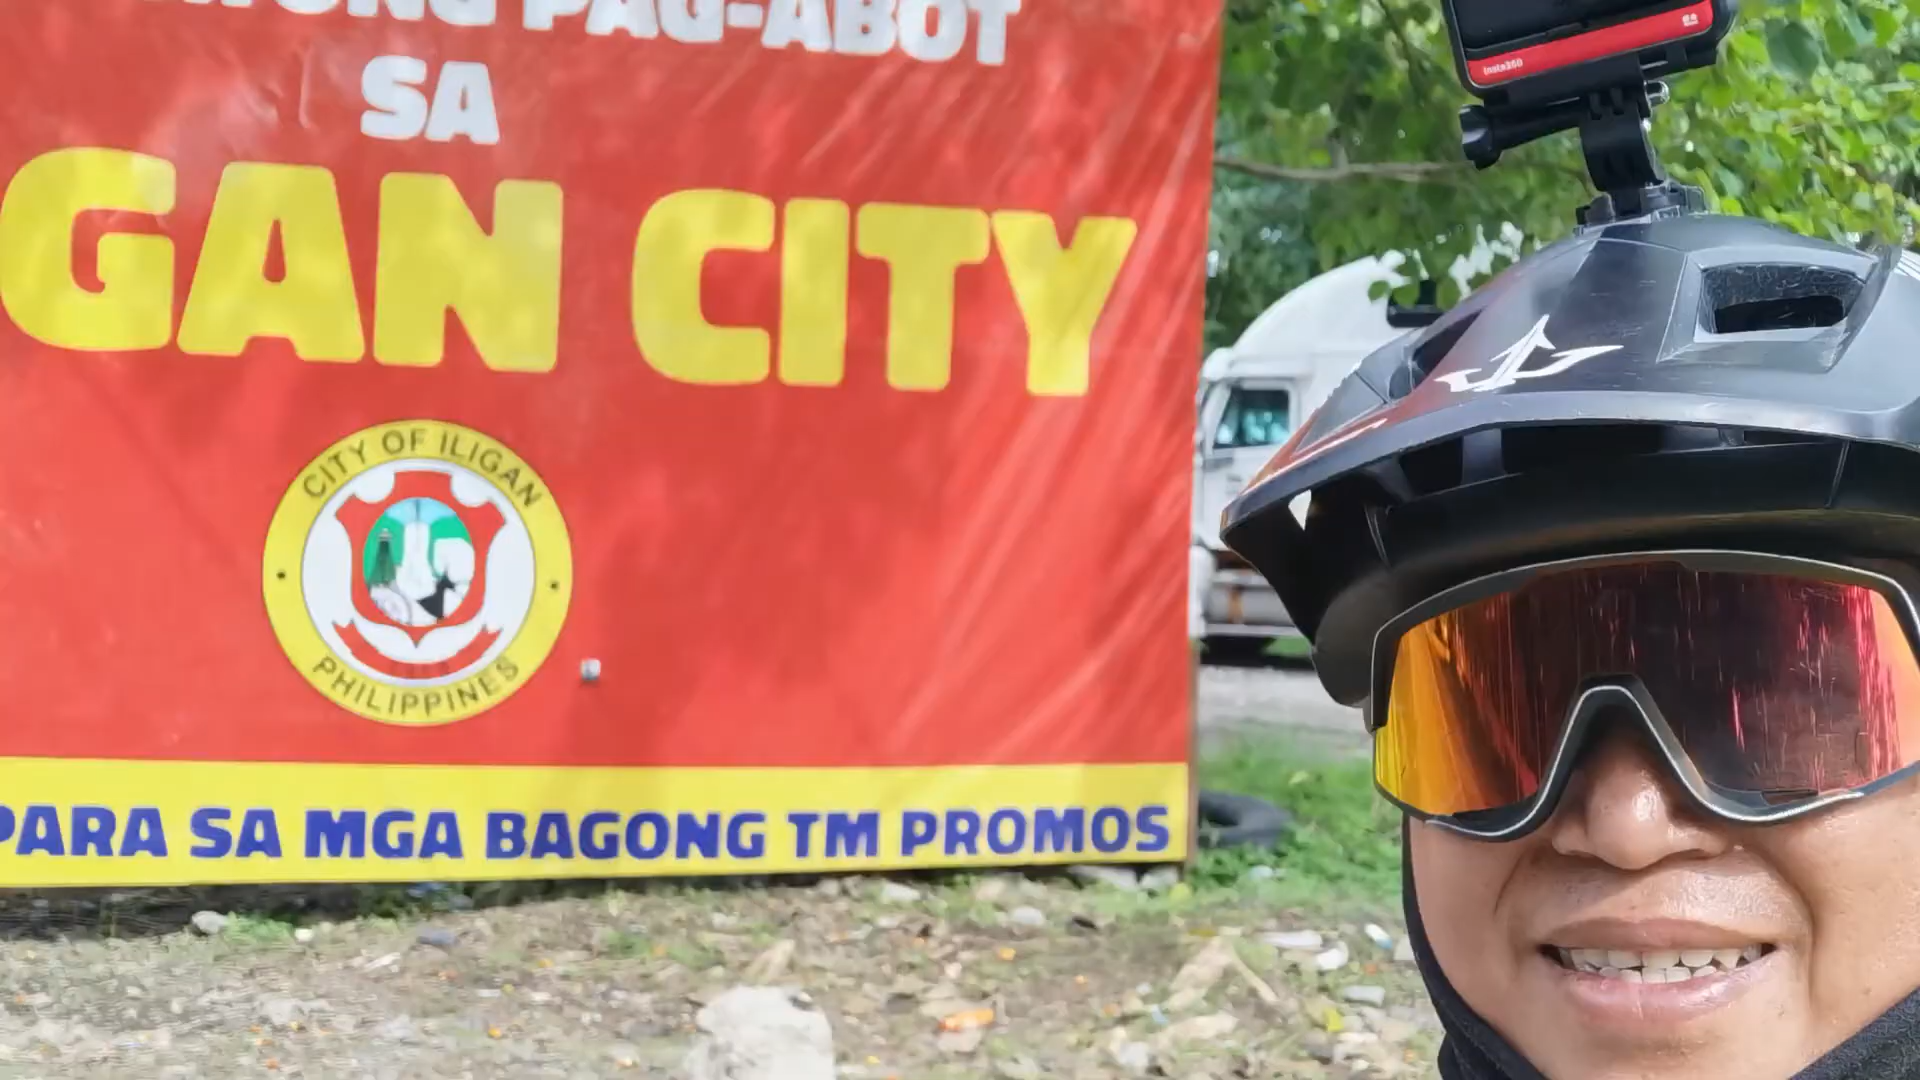 PAG-ABOT
SA
GAN CITY
CITY OF ILIGAN
PHILIPPINES
PARA SA MGA BAGONG TM PROMOS
Insta360